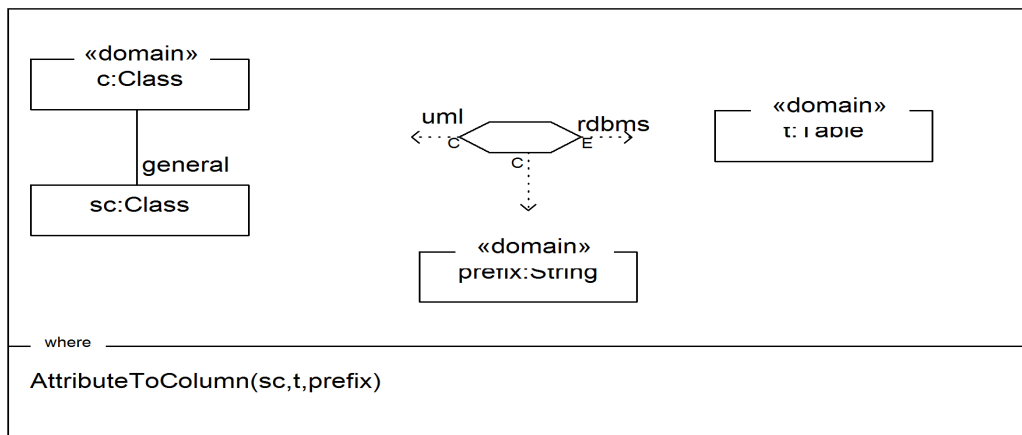 «domain»
c:Class
general
sc:Class
uml
rdbms
C
E
C
«domain»
t:Table
«domain»
prefix:String
where
AttributeToColumn(sc,t,prefix)